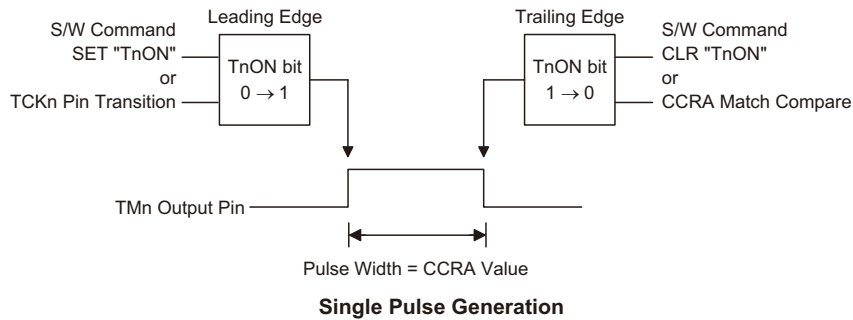 Leading Edge
S/W Command
SET "TnON"
or
TCKn Pin Transition
TnON bit
0 → 1
Trailing Edge
TnON bit
1 → 0
S/W Command
CLR "TnON"
or
CCRA Match Compare
TMn Output Pin
Pulse Width = CCRA Value
Single Pulse Generation